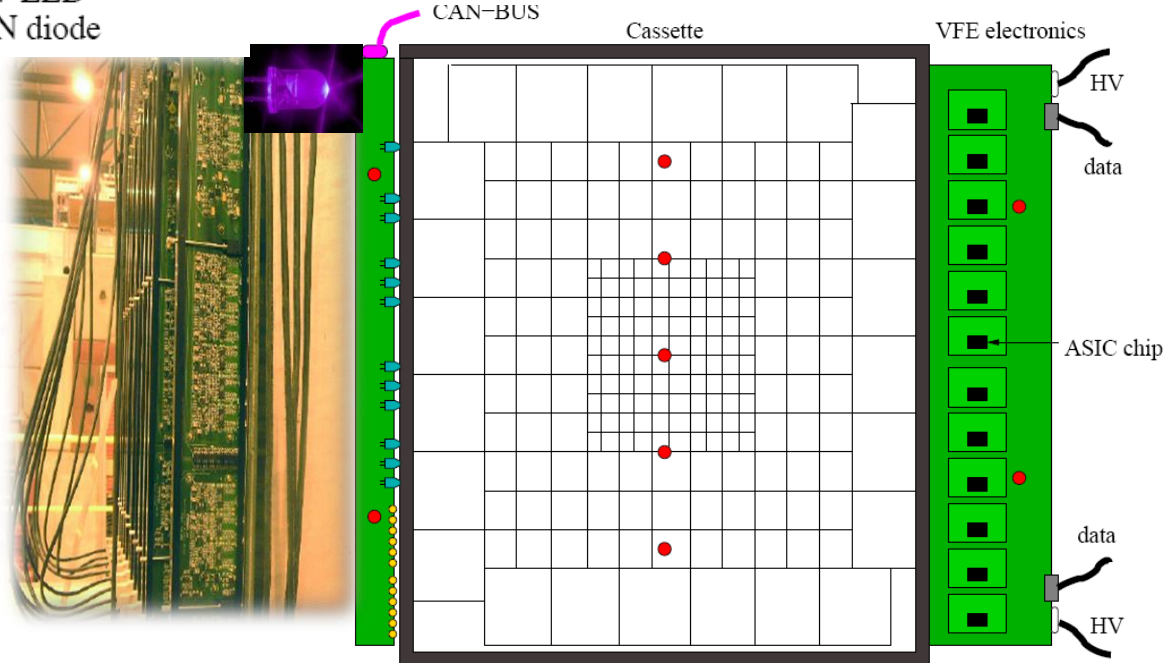 N diode
CAN-BUS
Cassette
VFE electronics
HV
data
ASIC chip
data
HV